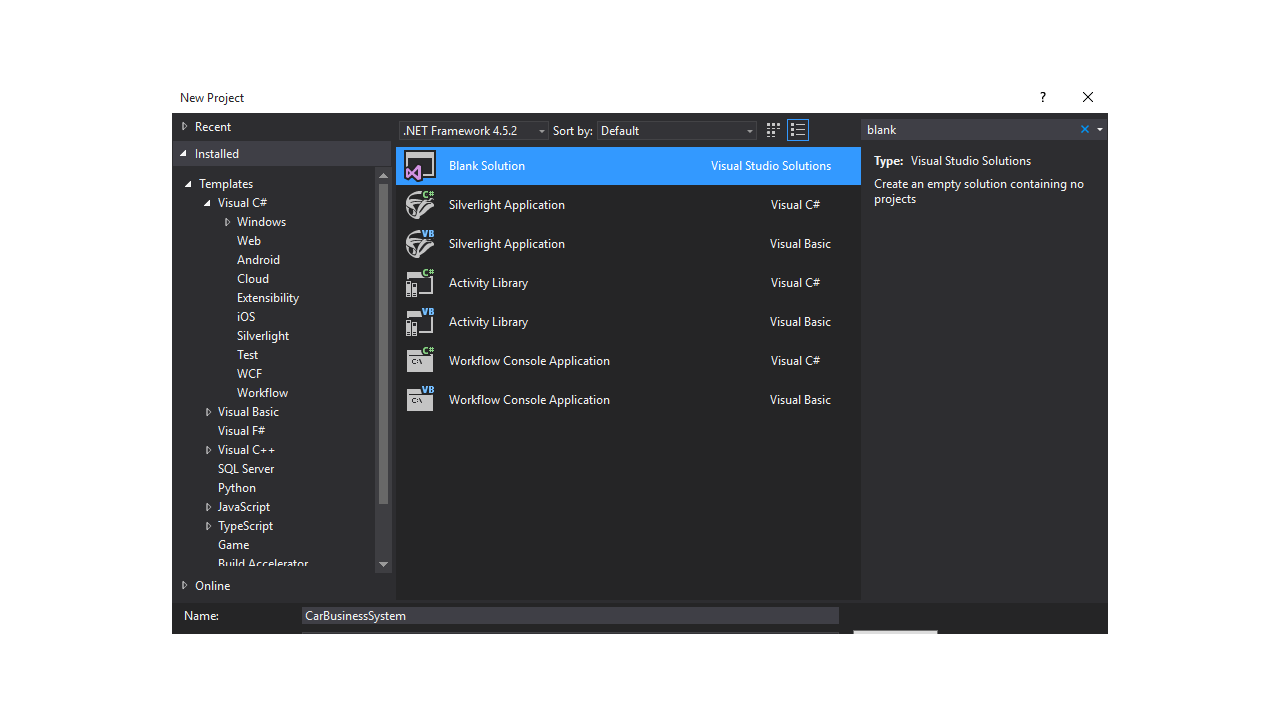 New Project
?
Recent
Installed
Templates
Visual C#
Windows
Web
Android
Cloud
Extensibility
iOS
Silverlight
Test
WCF
Workflow
Visual Basic
Visual F#
Visual C++
SQL Server
Python
JavaScript
TypeScript
Game
Build Accelerator
Online
.NET Framework 4.5.2 Sort by: Default
Blank Solution Visual Studio Solutions
C# Silverlight Application Visual C#
VB Silverlight Application Visual Basic
C# Activity Library Visual C#
VB Activity Library Visual Basic
C# C:\ Workflow Console Application Visual C#
VB C:\ Workflow Console Application Visual Basic
blank
Type: Visual Studio Solutions
Create an empty solution containing no
projects
Name: CarBusinessSystem